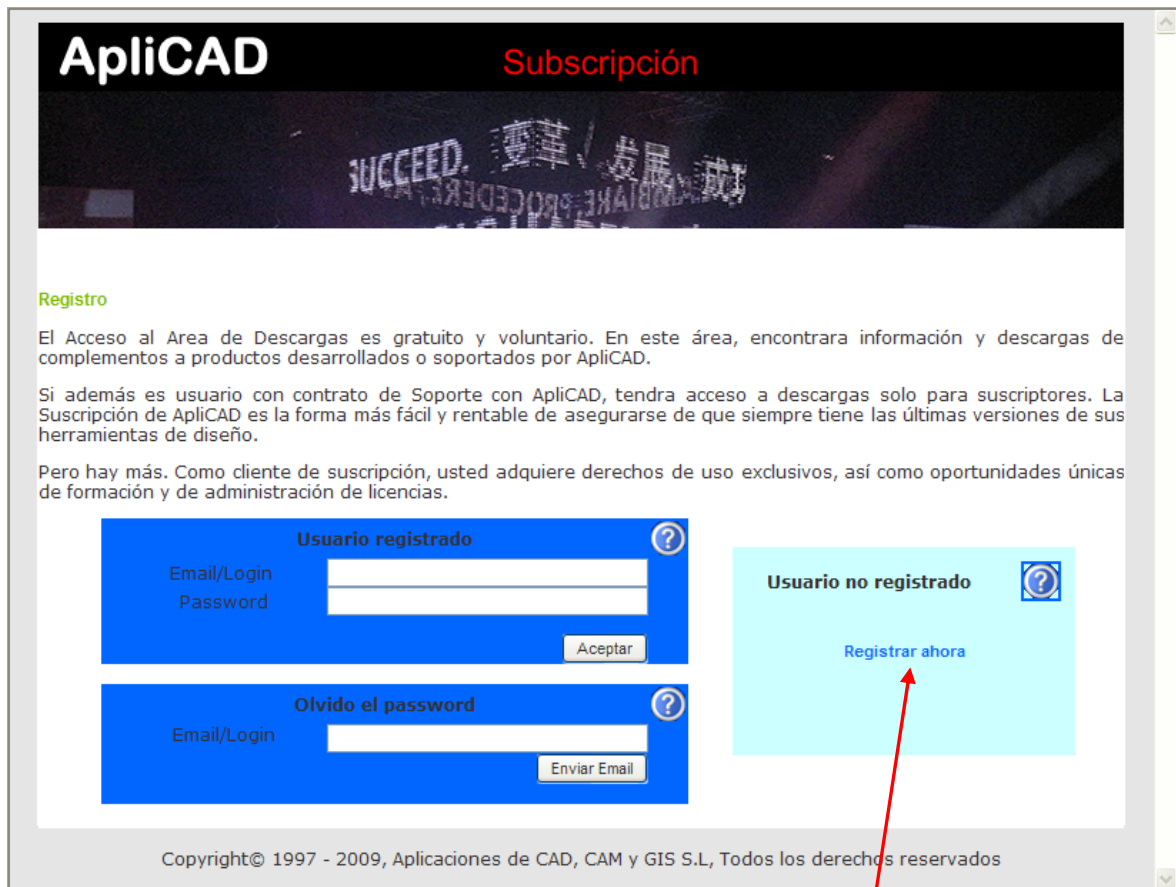 ApliCAD
Subscripción
SUCCEED. 变革、发展、成
Registro
El Acceso al Area de Descargas es gratuito y voluntario. En este área, encontrara información y descargas de
complementos a productos desarrollados o soportados por ApliCAD.
Si además es usuario con contrato de Soporte con ApliCAD, tendra acceso a descargas solo para suscriptores. La
Suscripción de ApliCAD es la forma más fácil y rentable de asegurarse de que siempre tiene las últimas versiones de sus
herramientas de diseño.
Pero hay más. Como cliente de suscripción, usted adquiere derechos de uso exclusivos, así como oportunidades únicas
de formación y de administración de licencias.
Usuario registrado ?
Email/Login
Password
Aceptar
Olvido el password ?
Email/Login
Enviar Email
Usuario no registrado ?
Registrar ahora
Copyright© 1997 - 2009, Aplicaciones de CAD, CAM y GIS S.L, Todos los derechos reservados